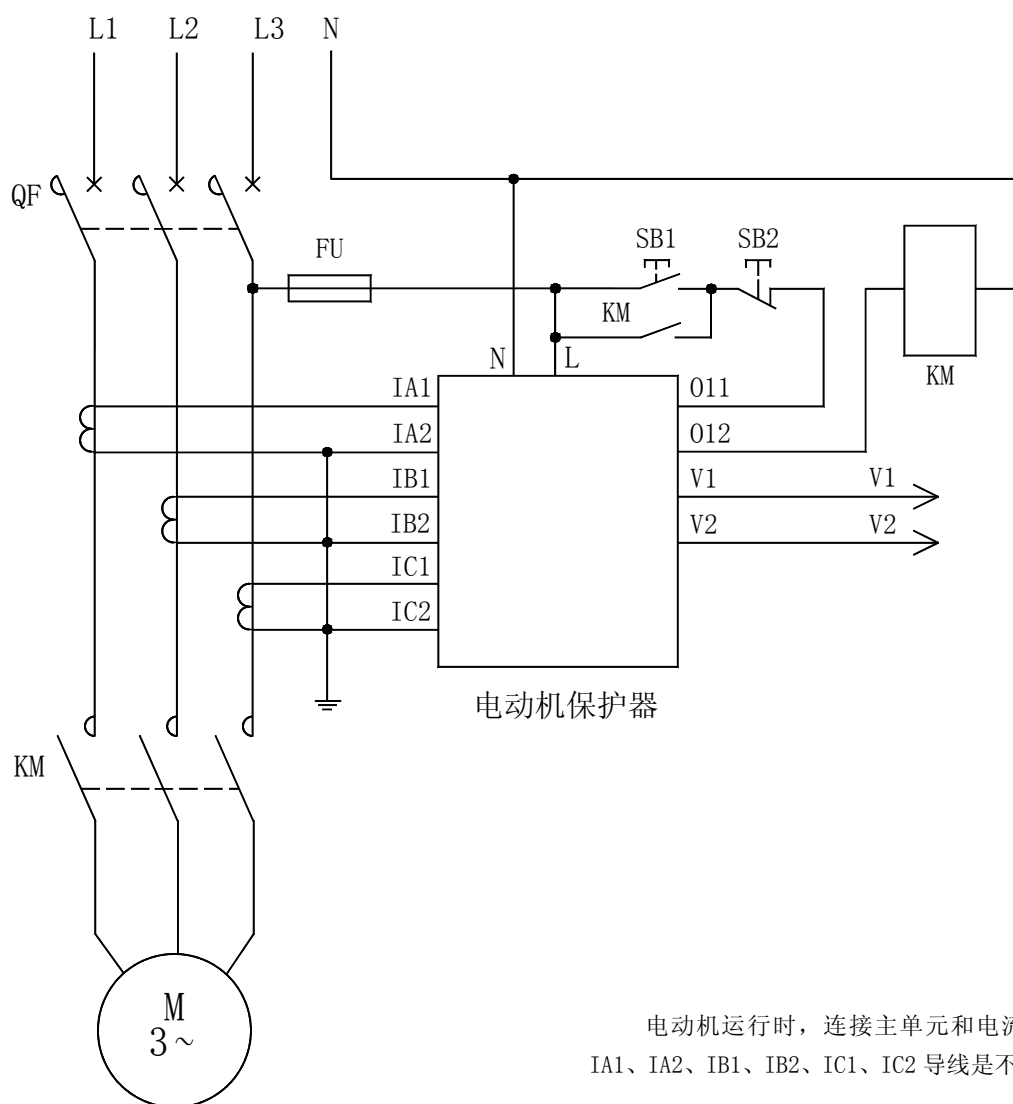 L1 L2 L3 N
QF
FU
SB1 SB2
KM
N L
KM
IA1 O11
IA2 O12
IB1 V1 V1
IB2 V2 V2
IC1
IC2
电动机保护器
KM
M
3~
电动机运行时，连接主单元和电流
IA1、IA2、IB1、IB2、IC1、IC2 导线是不